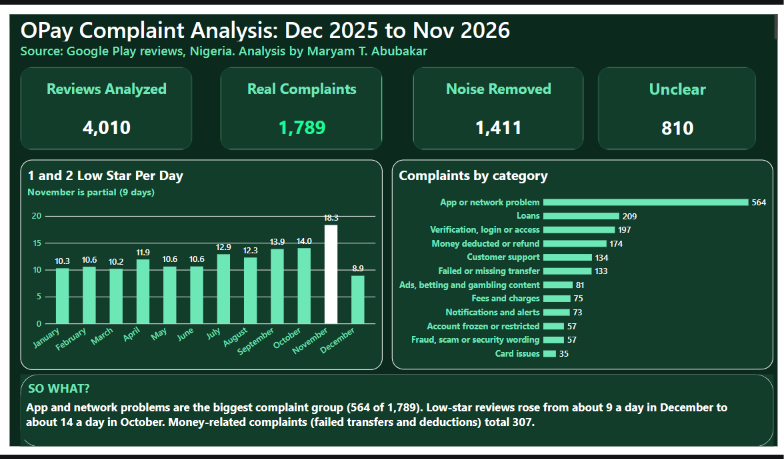 OPay Complaint Analysis: Dec 2025 to Nov 2026
Source: Google Play reviews, Nigeria. Analysis by Maryam T. Abubakar
Reviews Analyzed
4,010
Real Complaints
1,789
Noise Removed
1,411
Unclear
810
1 and 2 Low Star Per Day
November is partial (9 days)
20
15
10
5
0
10.3
10.6
10.2
11.9
10.6
10.6
12.9
12.3
13.9
14.0
18.3
8.9
January
February
March
April
May
June
July
August
September
October
November
December
Complaints by category
App or network problem 564
Loans 209
Verification, login or access 197
Money deducted or refund 174
Customer support 134
Failed or missing transfer 133
Ads, betting and gambling content 81
Fees and charges 75
Notifications and alerts 73
Account frozen or restricted 57
Fraud, scam or security wording 57
Card issues 35
SO WHAT?
App and network problems are the biggest complaint group (564 of 1,789). Low-star reviews rose from about 9 a day in December to
about 14 a day in October. Money-related complaints (failed transfers and deductions) total 307.